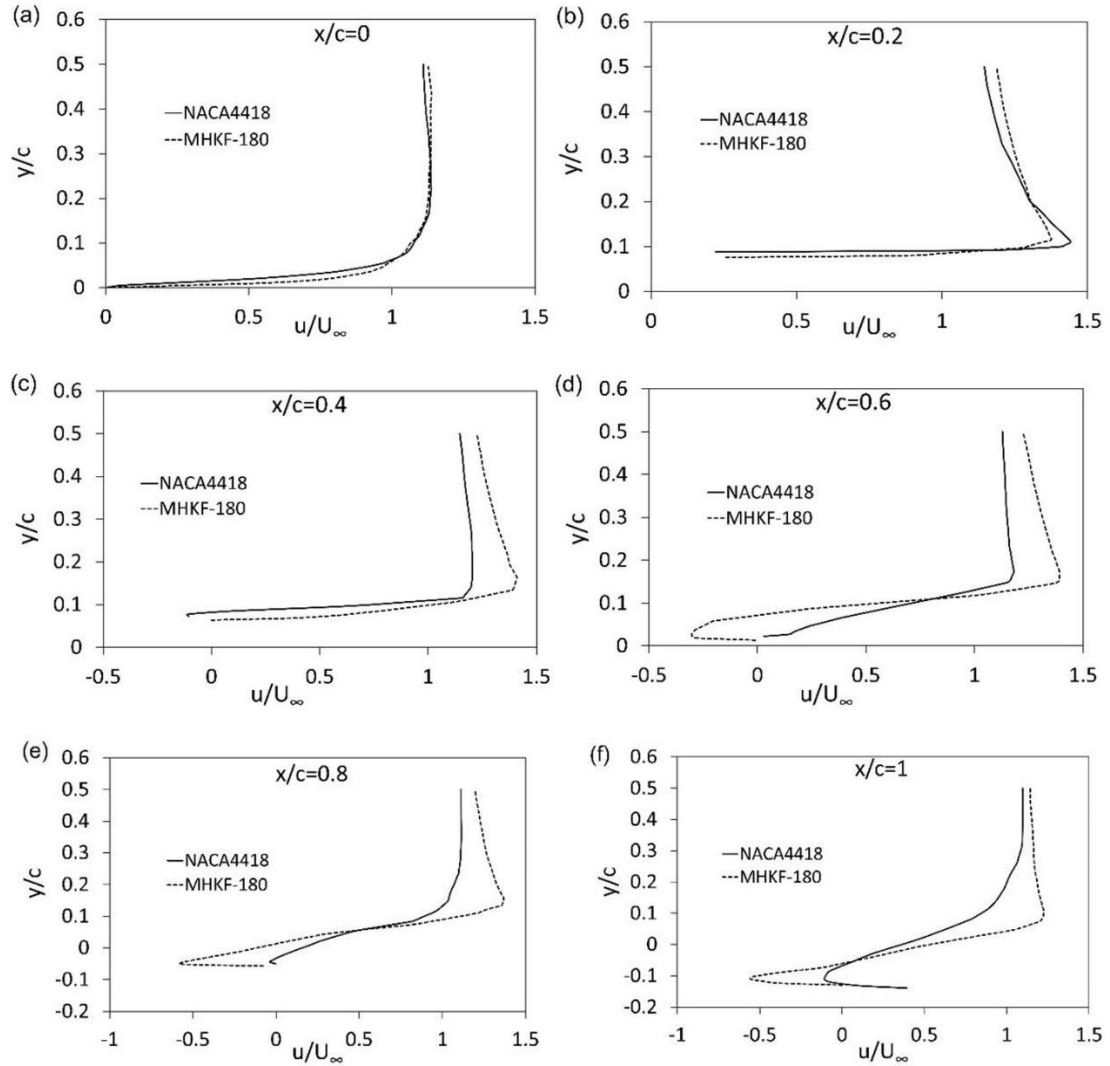 (a)
x/c=0
0.6
0.5
0.4
0.3
0.2
0.1
0
y/c
NACA4418
MHKF-180
0 0.5 1 1.5
u/U∞
(b)
x/c=0.2
0.6
0.5
0.4
0.3
0.2
0.1
0
y/c
NACA4418
MHKF-180
0 0.5 1 1.5
u/U∞
(c)
x/c=0.4
0.6
0.5
0.4
0.3
0.2
0.1
0
y/c
NACA4418
MHKF-180
-0.5 0 0.5 1 1.5
u/U∞
(d)
x/c=0.6
0.6
0.5
0.4
0.3
0.2
0.1
0
y/c
NACA4418
MHKF-180
-0.5 0 0.5 1 1.5
u/U∞
(e)
x/c=0.8
0.6
0.5
0.4
0.3
0.2
0.1
0
-0.1
-0.2
y/c
NACA4418
MHKF-180
-1 -0.5 0 0.5 1 1.5
u/U∞
(f)
x/c=1
0.6
0.5
0.4
0.3
0.2
0.1
0
-0.1
-0.2
y/c
NACA4418
MHKF-180
-1 -0.5 0 0.5 1 1.5
u/U∞